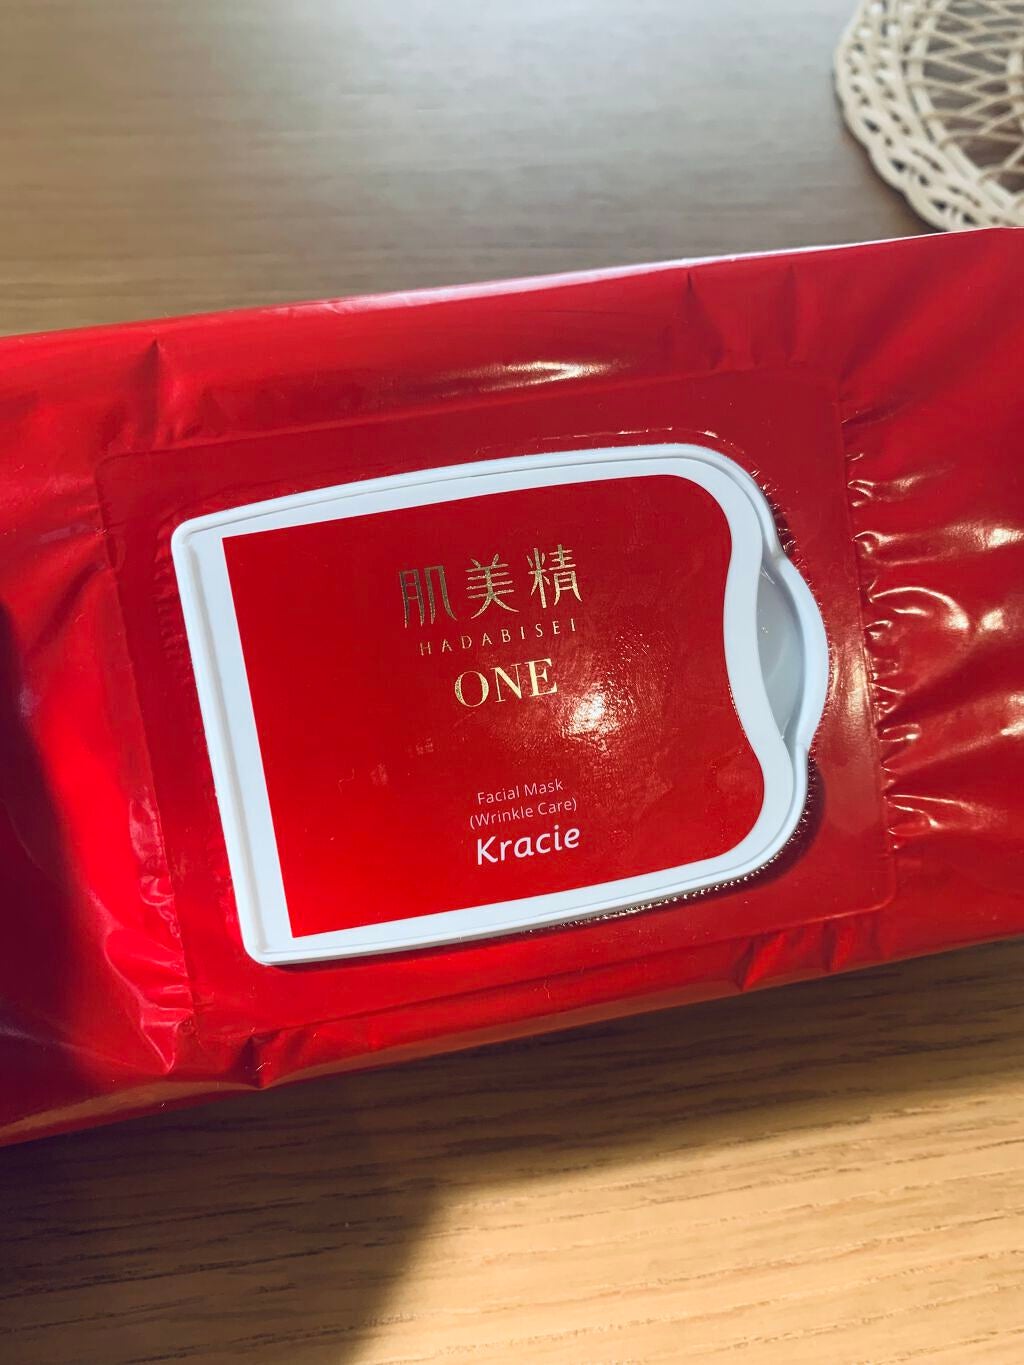 肌美精
HADABISEI
ONE
Facial Mask
(Wrinkle Care)
Kracie